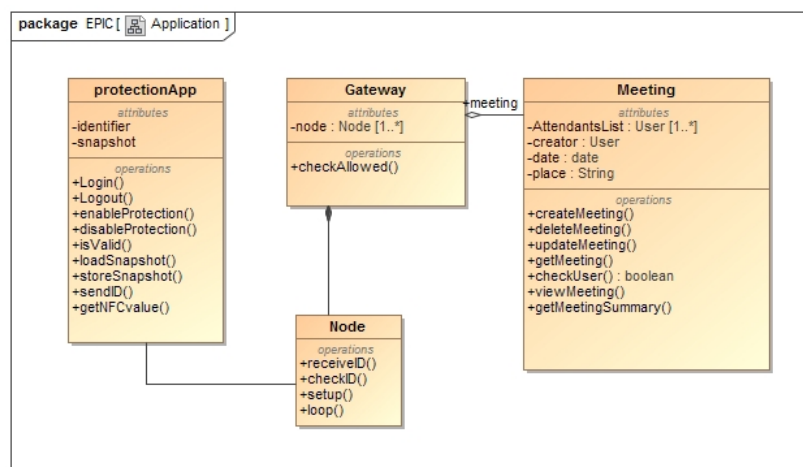 package EPIC [ Application ]
protectionApp
attributes
-identifier
-snapshot
operations
+Login()
+Logout()
+enableProtection()
+disableProtection()
+isValid()
+loadSnapshot()
+storeSnapshot()
+sendID()
+getNFCvalue()
Gateway
attributes
-node : Node [1..*]
operations
+checkAllowed()
+meeting
Meeting
attributes
-AttendantsList : User [1..*]
-creator : User
-date : date
-place : String
operations
+createMeeting()
+deleteMeeting()
+updateMeeting()
+getMeeting()
+checkUser() : boolean
+viewMeeting()
+getMeetingSummary()
Node
operations
+receiveID()
+checkID()
+setup()
+loop()